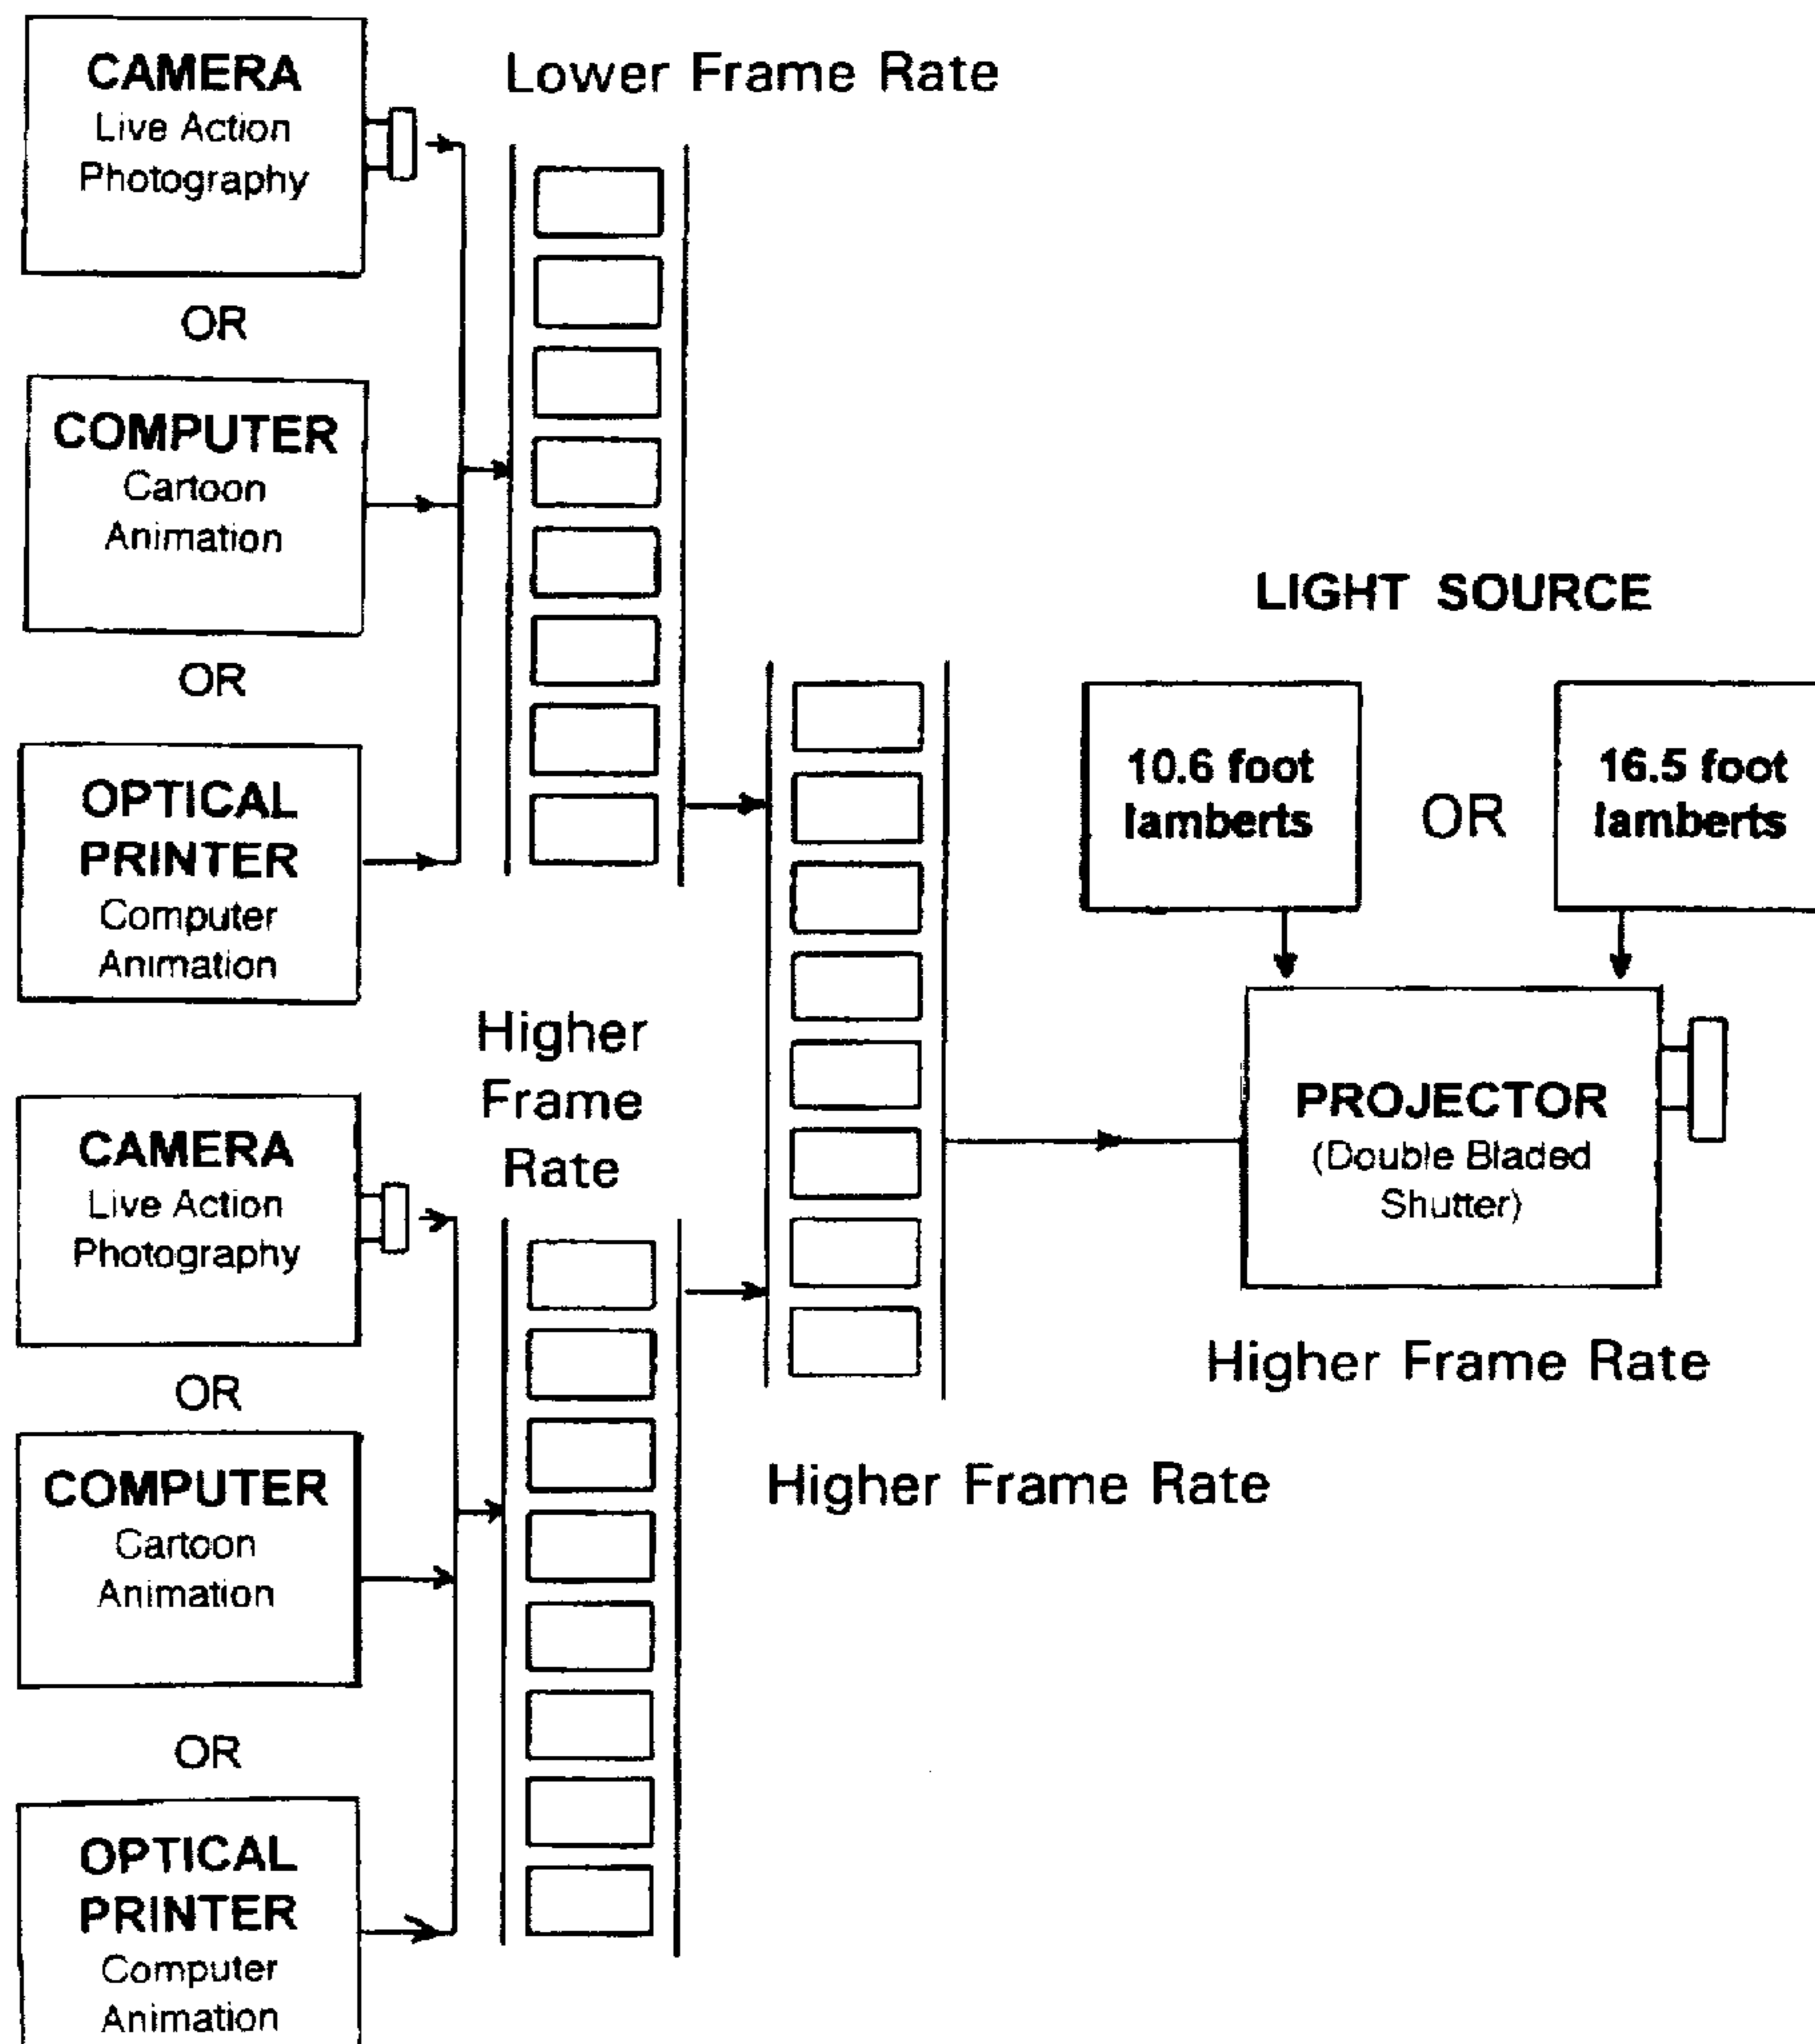 CAMERA
Live Action
Photography
Lower Frame Rate
OR
COMPUTER
Cartoon
Animation
OR
OPTICAL
PRINTER
Computer
Animation
LIGHT SOURCE
10.6 foot
lamberts
OR
16.5 foot
lamberts
PROJECTOR
(Double Bladed
Shutter)
Higher Frame Rate
Higher
Frame
Rate
Higher Frame Rate
CAMERA
Live Action
Photography
OR
COMPUTER
Cartoon
Animation
OR
OPTICAL
PRINTER
Computer
Animation